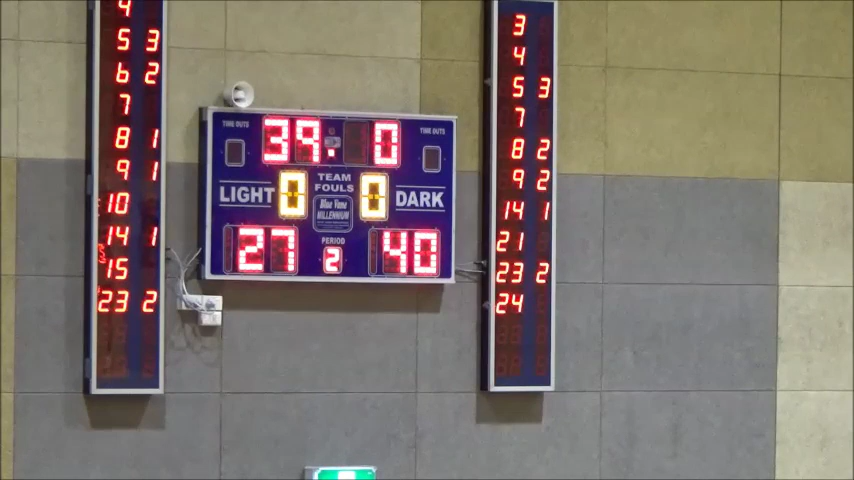 4
5 3
6 2
7
8 1
9 1
10
14 1
15
23 2
TIME OUTS
39.0
TIME OUTS
LIGHT
0
TEAM
FOULS
0
DARK
Blue Vane
MILLENNIUM
27
PERIOD
2
40
3
4
5 3
7
8 2
9 2
14 1
21
23 2
24